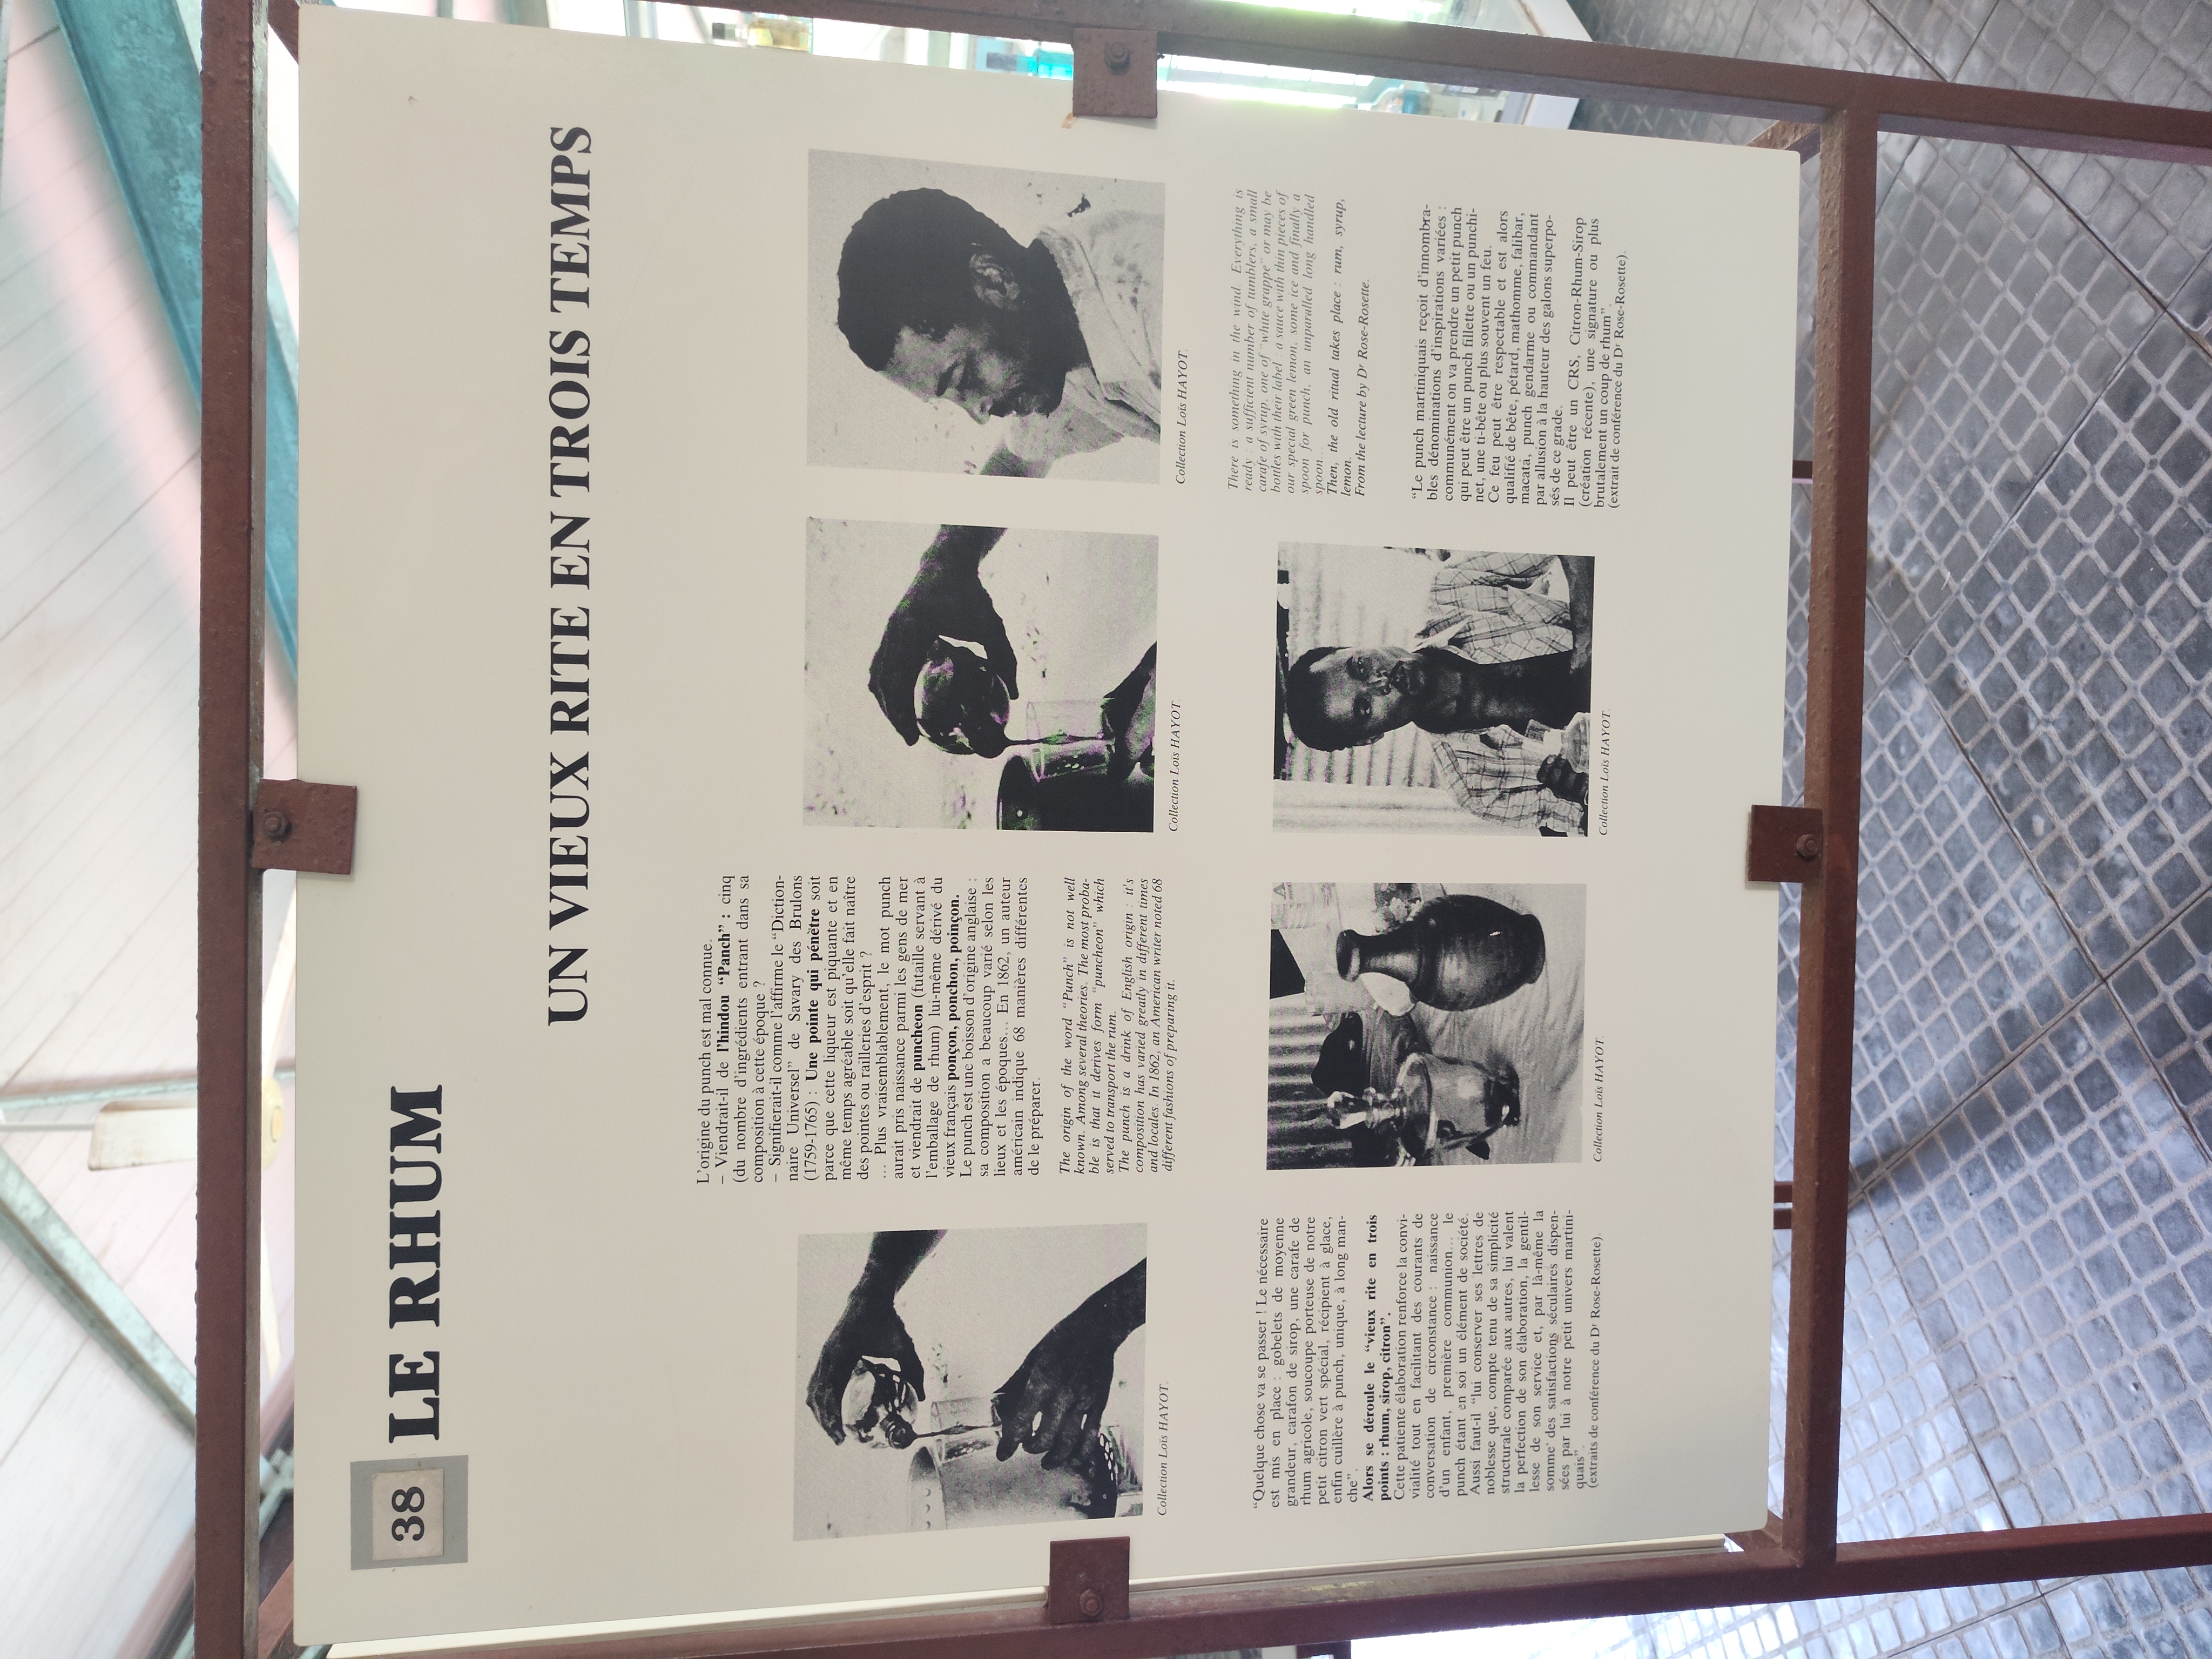 38
LE RHUM
UN VIEUX RITE EN TROIS TEMPS
Collection Loïs HAYOT.
L'origine du punch est mal connue.
– Viendrait-il de l'hindou “Panch” : cinq
(du nombre d'ingrédients entrant dans sa
composition à cette époque ?
– Signifierait-il comme l'affirme le “Diction-
naire Universel” de Savary des Brulons
(1759-1765) : Une pointe qui pénètre soit
parce que cette liqueur est piquante et en
même temps agréable soit qu'elle fait naître
des pointes ou railleries d'esprit ?
... Plus vraisemblablement, le mot punch
aurait pris naissance parmi les gens de mer
et viendrait de puncheon (futaille servant à
l'emballage de rhum) lui-même dérivé du
vieux français ponçon, ponchon, poinçon.
Le punch est une boisson d'origine anglaise :
sa composition a beaucoup varié selon les
lieux et les époques... En 1862, un auteur
américain indique 68 manières différentes
de le préparer.
The origin of the word “Punch” is not well
known. Among several theories. The most proba-
ble is that it derives form “puncheon” which
served to transport the rum.
The punch is a drink of English origin : it's
composition has varied greatly in different times
and locales. In 1862, an American writer noted 68
different fashions of preparing it.
Collection Loïs HAYOT.
Collection Loïs HAYOT.
“Quelque chose va se passer ! Le nécessaire
est mis en place : gobelets de moyenne
grandeur, carafon de sirop, une carafe de
rhum agricole, soucoupe porteuse de notre
petit citron vert spécial, récipient à glace,
enfin cuillère à punch, unique, à long man-
che”.
Alors se déroule le “vieux rite en trois
points : rhum, sirop, citron”.
Cette patiente élaboration renforce la convi-
vialité tout en facilitant des courants de
conversation de circonstance : naissance
d'un enfant, première communion... le
punch étant en soi un élément de société.
Aussi faut-il “lui conserver ses lettres de
noblesse que, compte tenu de sa simplicité
structurale comparée aux autres, lui valent
la perfection de son élaboration, la gentil-
lesse de son service et, par là-même la
somme des satisfactions séculaires dispen-
sées par lui à notre petit univers martini-
quais”.
(extraits de conférence du Dr Rose-Rosette).
Collection Loïs HAYOT.
Collection Loïs HAYOT.
There is something in the wind. Everything is
ready : a sufficient number of tumblers, a small
carafe of syrup, one of “white grappe” or may be
bottles with their label : a sauce with thin pieces of
our special green lemon, some ice and finally a
spoon for punch, an unparalled long handled
spoon...
Then, the old ritual takes place : rum, syrup,
lemon.
From the lecture by Dr Rose-Rosette.
“Le punch martiniquais reçoit d'innombra-
bles dénominations d'inspirations variées :
communément on va prendre un petit punch
qui peut être un punch fillette ou un punchi-
net, une ti-bête ou plus souvent un feu.
Ce feu peut être respectable et est alors
qualifié de bête, pétard, mathomme, falibar,
macata, punch gendarme ou commandant
par allusion à la hauteur des galons superpo-
sés de ce grade.
Il peut être un CRS, Citron-Rhum-Sirop
(création récente), une signature ou plus
brutalement un coup de rhum”.
(extrait de conférence du Dr Rose-Rosette).